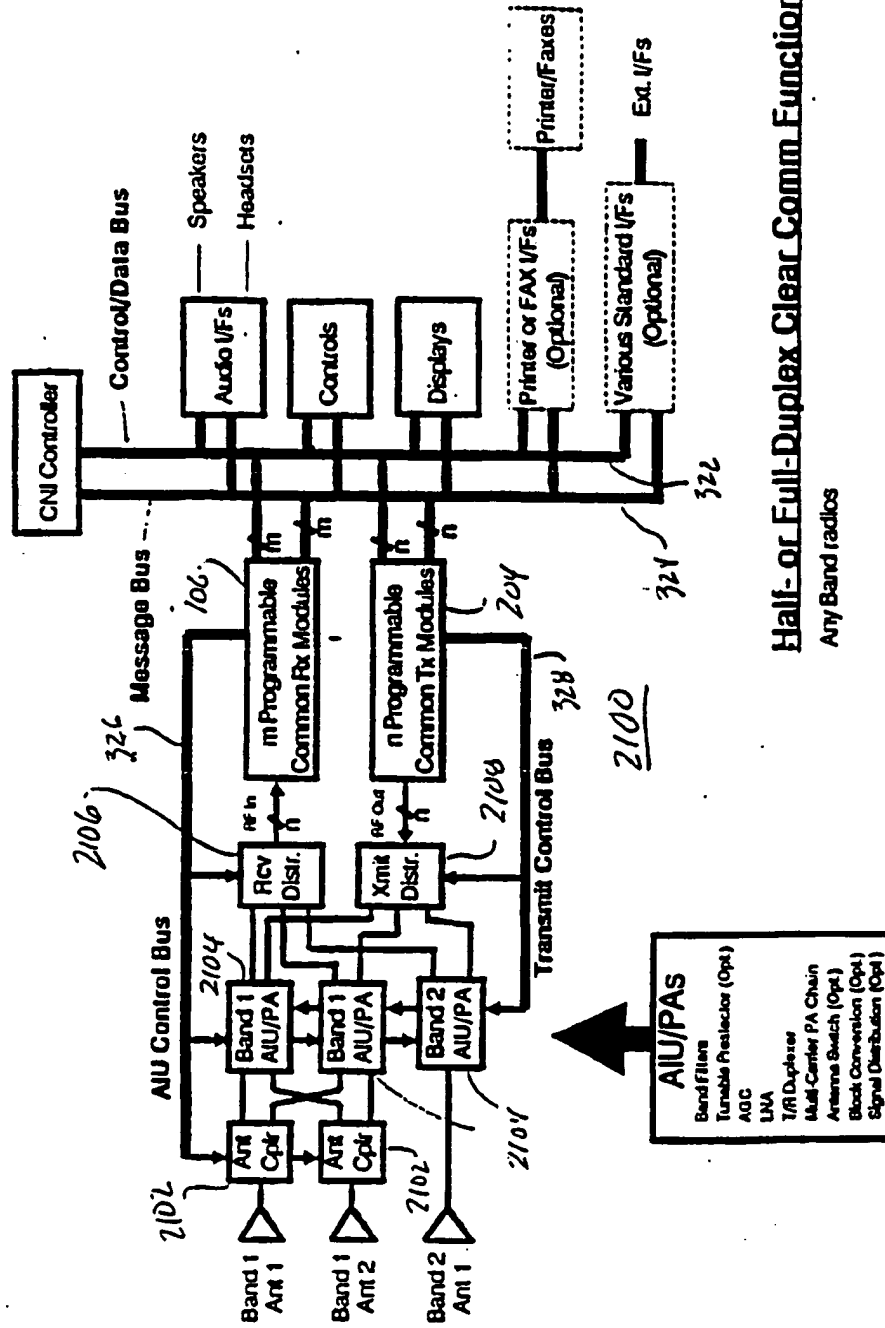 CNI Controller
Message Bus
Control/Data Bus
326
AIU Control Bus
2106
106
2104
2102
Band 1
Ant 1
Band 1
Ant 2
Band 2
Ant 1
Ant
Cplr
Ant
Cplr
2102
Band 1
AIU/PA
Band 1
AIU/PA
Band 2
AIU/PA
2104
Rcv
Distr.
Xmit
Distr.
2108
RF In
n
RF Out
n
m Programmable
Common Rx Modules
n Programmable
Common Tx Modules
204
m
m
n
n
Audio I/Fs
Speakers
Headsets
Controls
Displays
Printer or FAX I/Fs
(Optional)
Printer/Faxes
Various Standard I/Fs
(Optional)
Ext. I/Fs
322
324
328
Transmit Control Bus
2100
AIU/PAs
Band Filters
Tunable Preslector (Opt)
AGC
LNA
T/R Duplexer
Multi-Carrier PA Chain
Antenna Switch (Opt)
Block Conversion (Opt)
Signal Distribution (Opt)
Half- or Full-Duplex Clear Comm Function
Any Band radios